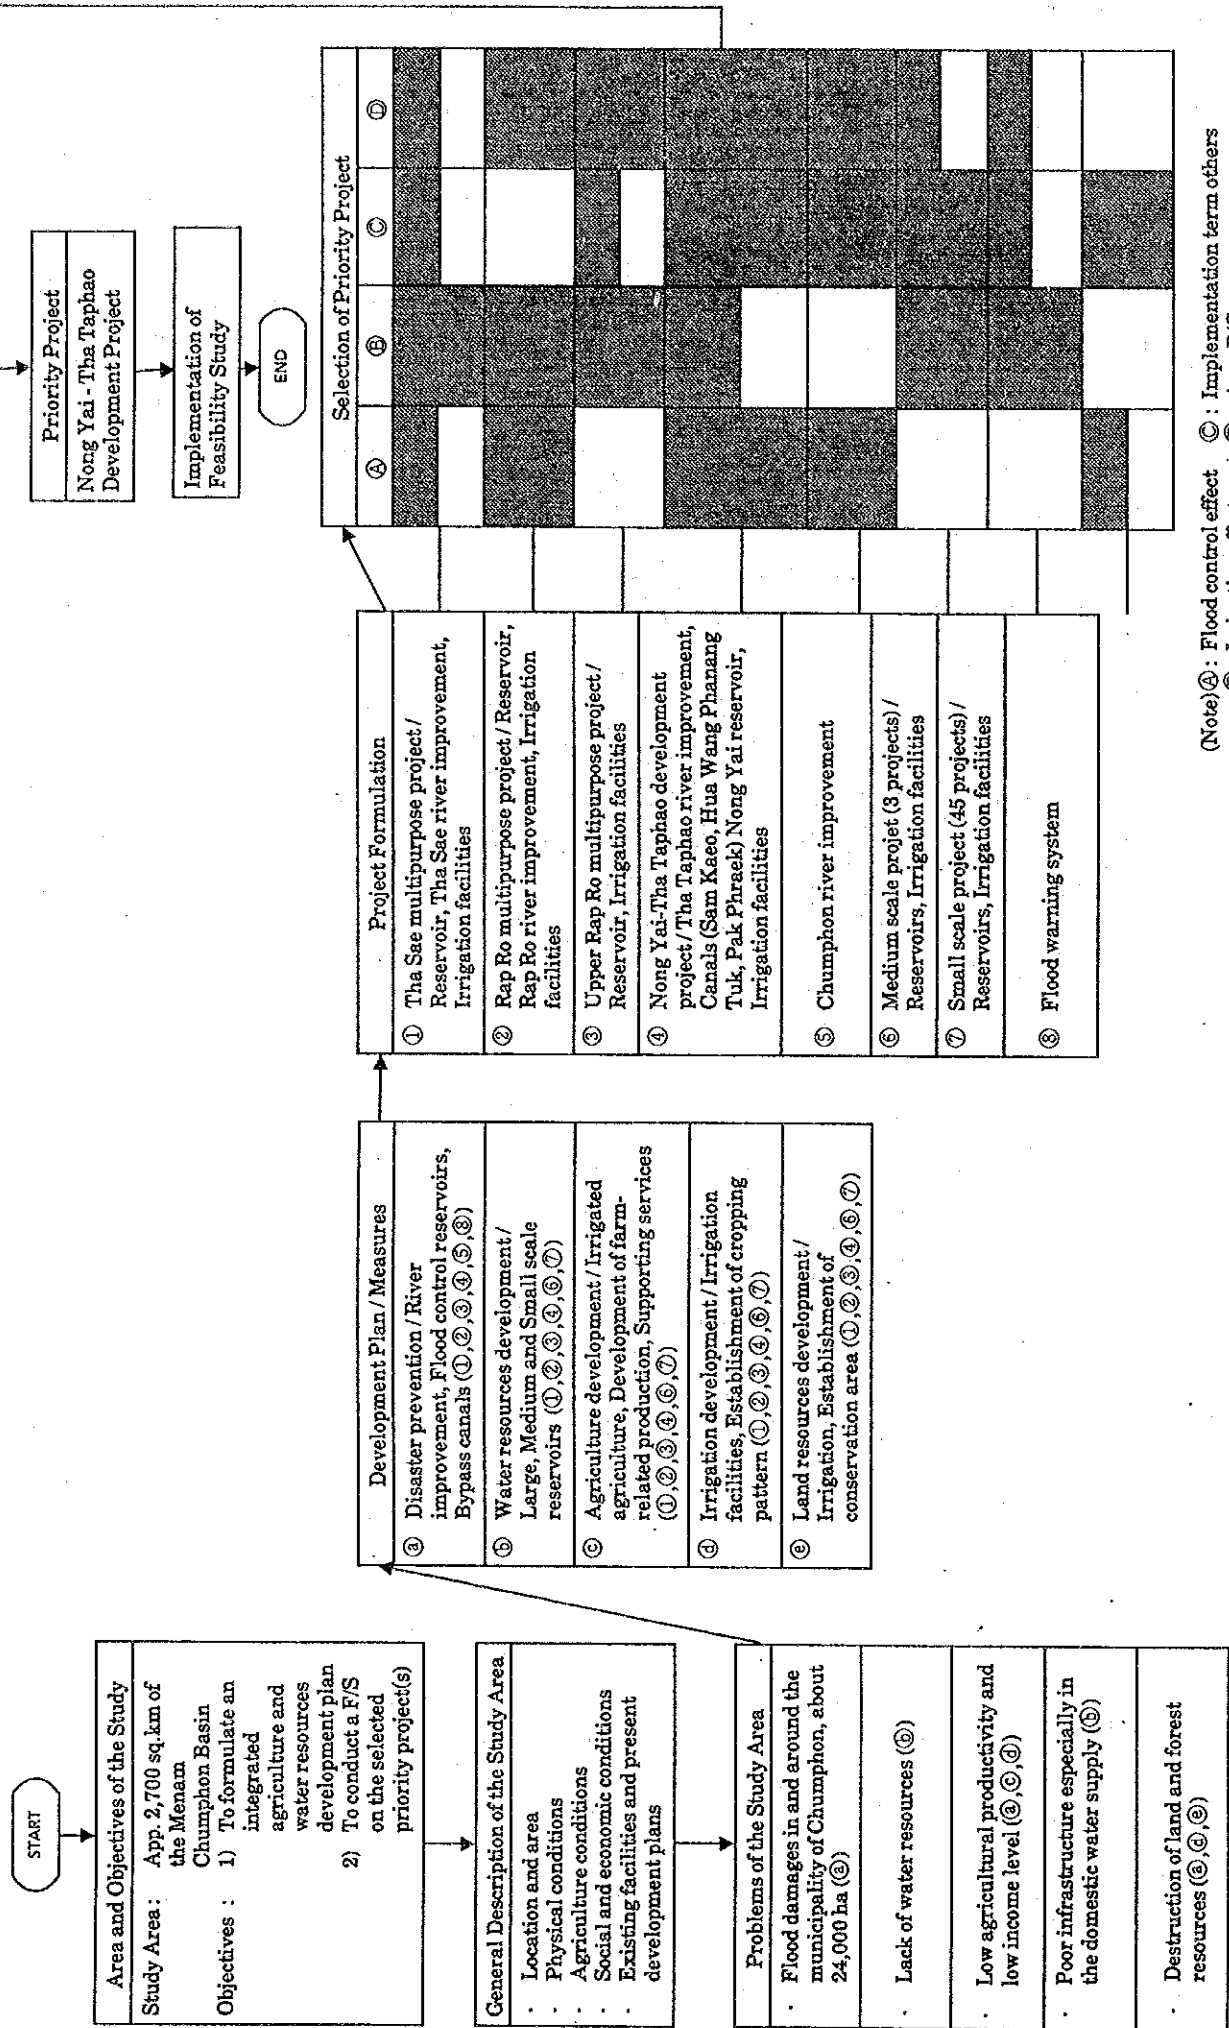 START
Area and Objectives of the Study
Study Area : App. 2,700 sq.km of
the Menam
Chumphon Basin
Objectives : 1) To formulate an
integrated
agriculture and
water resources
development plan
2) To conduct a F/S
on the selected
priority project(s)
General Description of the Study Area
· Location and area
· Physical conditions
· Agriculture conditions
· Social and economic conditions
· Existing facilities and present
development plans
Problems of the Study Area
· Flood damages in and around the
municipality of Chumphon, about
24,000 ha (ⓐ)
· Lack of water resources (ⓑ)
· Low agricultural productivity and
low income level (ⓐ,ⓒ,ⓓ)
· Poor infrastructure especially in
the domestic water supply (ⓑ)
· Destruction of land and forest
resources (ⓐ,ⓓ,ⓔ)
Development Plan / Measures
ⓐ Disaster prevention / River
improvement, Flood control reservoirs,
Bypass canals (①,②,③,④,⑤,⑧)
ⓑ Water resources development /
Large, Medium and Small scale
reservoirs (①,②,③,④,⑥,⑦)
ⓒ Agriculture development / Irrigated
agriculture, Development of farm-
related production, Supporting services
(①,②,③,④,⑥,⑦)
ⓓ Irrigation development / Irrigation
facilities, Establishment of cropping
pattern (①,②,③,④,⑥,⑦)
ⓔ Land resources development /
Irrigation, Establishment of
conservation area (①,②,③,④,⑥,⑦)
Project Formulation
① Tha Sae multipurpose project /
Reservoir, Tha Sae river improvement,
Irrigation facilities
② Rap Ro multipurpose project / Reservoir,
Rap Ro river improvement, Irrigation
facilities
③ Upper Rap Ro multipurpose project /
Reservoir, Irrigation facilities
④ Nong Yai-Tha Taphao development
project / Tha Taphao river improvement,
Canals (Sam Kaeo, Hua Wang Phanang
Tuk, Pak Phraek) Nong Yai reservoir,
Irrigation facilities
⑤ Chumphon river improvement
⑥ Medium scale projet (3 projects) /
Reservoirs, Irrigation facilities
⑦ Small scale project (45 projects) /
Reservoirs, Irrigation facilities
⑧ Flood warning system
Priority Project
Nong Yai - Tha Taphao
Development Project
Implementation of
Feasibility Study
END
Selection of Priority Project
Ⓐ Ⓑ Ⓒ Ⓓ
(Note) Ⓐ : Flood control effect Ⓒ : Implementation term others